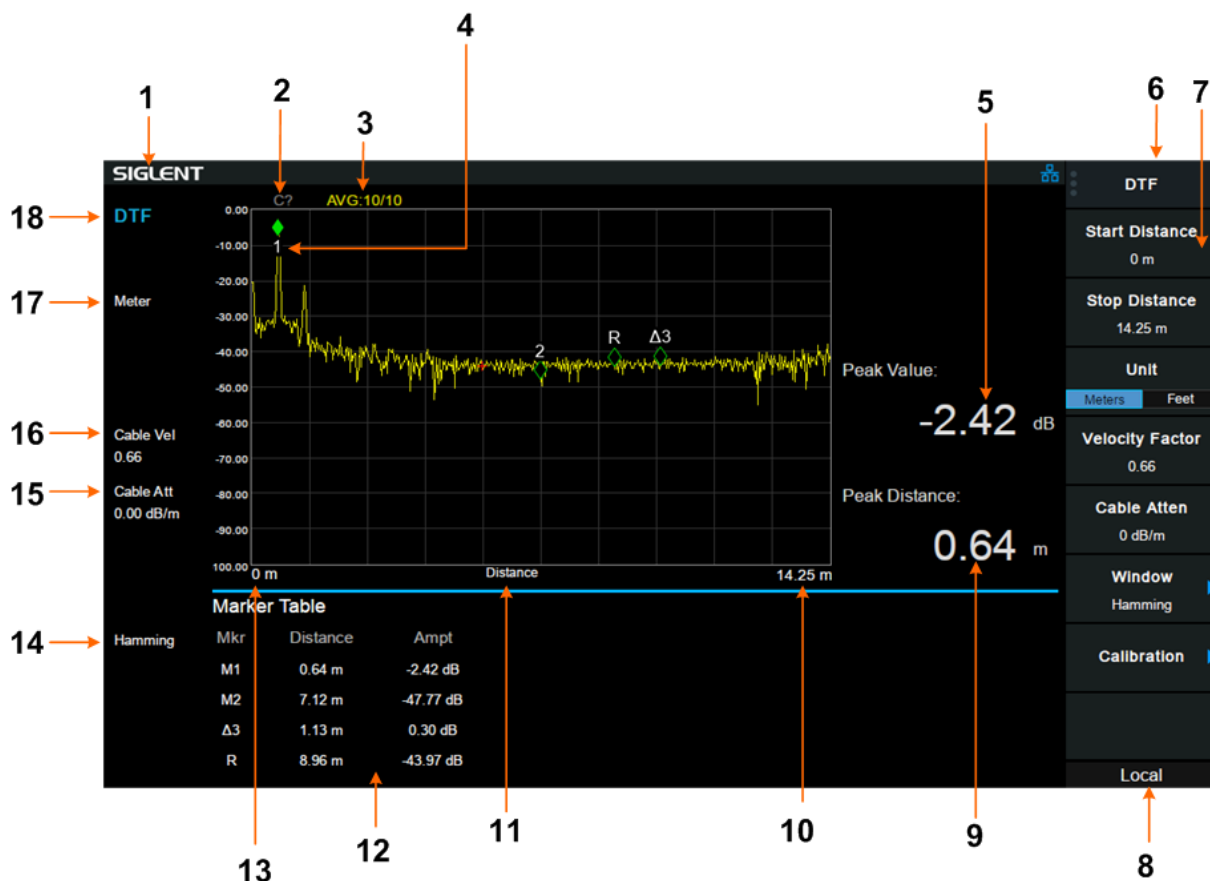 4
1 2 3 5 6 7
SIGLENT
C? AVG:10/10
DTF
18 DTF
0.00
1
-10.00
Start Distance
0 m
-20.00
17 Meter
Stop Distance
14.25 m
-30.00
R Δ3
2
-40.00
Unit
Meters Feet
Peak Value:
-50.00
-2.42 dB
-60.00
16 Cable Vel
0.66
Velocity Factor
0.66
-70.00
15 Cable Att
0.00 dB/m
-80.00
Peak Distance:
Cable Atten
0 dB/m
-90.00
0.64 m
100.00
0 m Distance 14.25 m
Window
Hamming
Marker Table
14 Hamming
Mkr Distance Ampt
M1 0.64 m -2.42 dB
M2 7.12 m -47.77 dB
Δ3 1.13 m 0.30 dB
R 8.96 m -43.97 dB
Calibration
Local
13 12 11 10 9 8